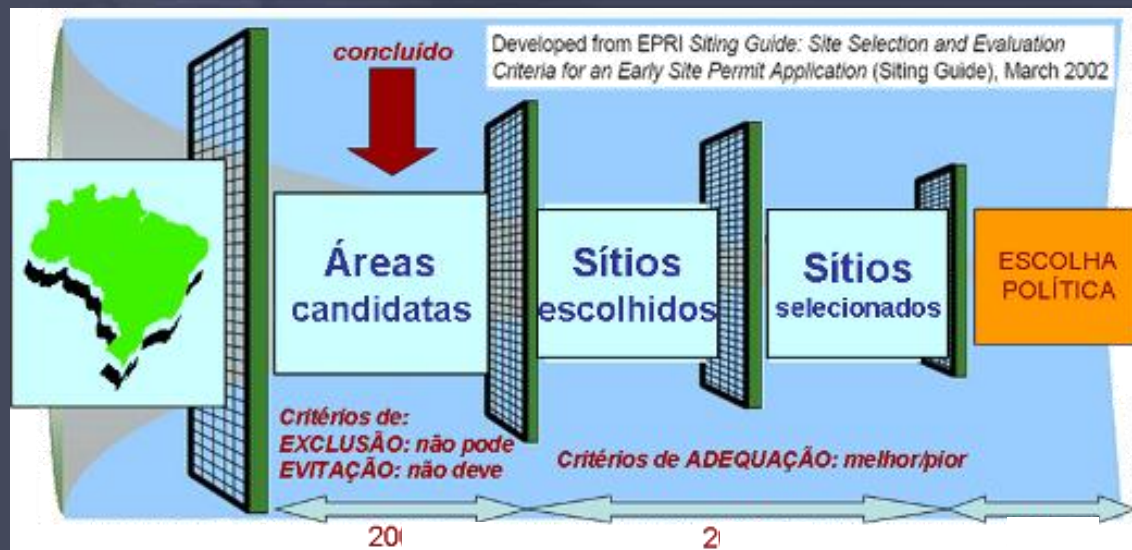 concluído
Developed from EPRI Siting Guide: Site Selection and Evaluation
Criteria for an Early Site Permit Application (Siting Guide), March 2002
Áreas
candidatas
Sítios
escolhidos
Sítios
selecionados
ESCOLHA
POLÍTICA
Critérios de:
EXCLUSÃO: não pode
EVITAÇÃO: não deve
Critérios de ADEQUAÇÃO: melhor/pior